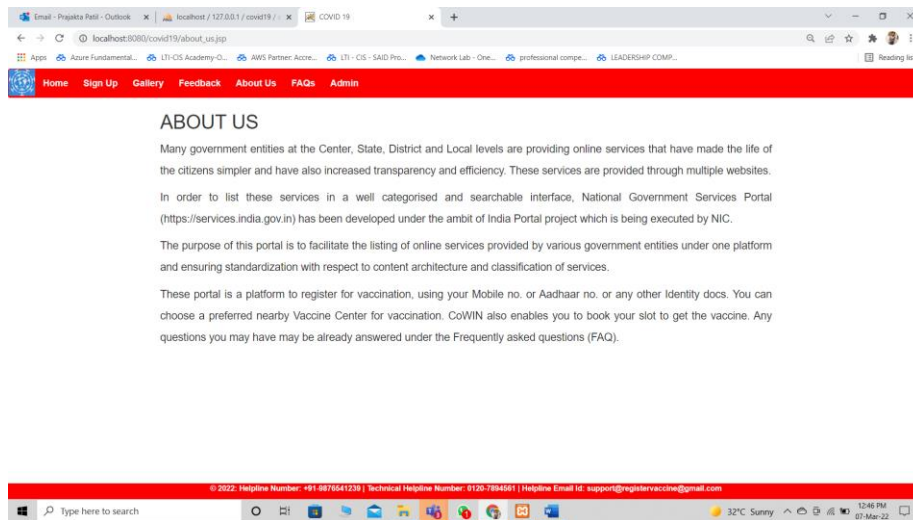 Email - Prajakta Patil - Outlook
localhost / 127.0.0.1 / covid19 / :
COVID 19
localhost:8080/covid19/about_us.jsp
Apps
Azure Fundamental...
LTI-CIS Academy-O...
AWS Partner: Accre...
LTI - CIS - SAID Pro...
Network Lab - One...
professional compe...
LEADERSHIP COMP...
Reading lis
Home Sign Up Gallery Feedback About Us FAQs Admin
ABOUT US
Many government entities at the Center, State, District and Local levels are providing online services that have made the life of
the citizens simpler and have also increased transparency and efficiency. These services are provided through multiple websites.
In order to list these services in a well categorised and searchable interface, National Government Services Portal
(https://services.india.gov.in) has been developed under the ambit of India Portal project which is being executed by NIC.
The purpose of this portal is to facilitate the listing of online services provided by various government entities under one platform
and ensuring standardization with respect to content architecture and classification of services.
These portal is a platform to register for vaccination, using your Mobile no. or Aadhaar no. or any other Identity docs. You can
choose a preferred nearby Vaccine Center for vaccination. CoWIN also enables you to book your slot to get the vaccine. Any
questions you may have may be already answered under the Frequently asked questions (FAQ).
© 2022: Helpline Number: +91-9876541239 | Technical Helpline Number: 0120-7894561 | Helpline Email Id: support@registervaccine@gmail.com
Type here to search
32°C Sunny
12:46 PM
07-Mar-22